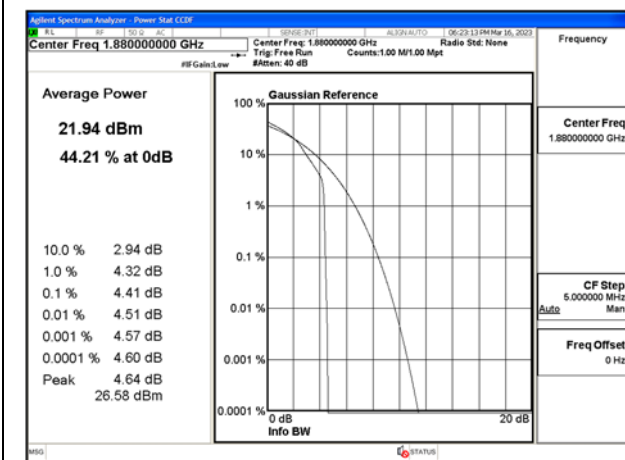 Agilent Spectrum Analyzer - Power Stat CCDF
RL RF 50 Ω AC SENSE:INT ALIGN AUTO 06:23:13 PM Mar 16, 2023
Center Freq 1.880000000 GHz
Center Freq: 1.880000000 GHz Radio Std: None
Trig: Free Run Counts:1.00 M/1.00 Mpt
#IFGain:Low #Atten: 40 dB
Frequency
Average Power
21.94 dBm
44.21 % at 0dB
10.0 % 2.94 dB
1.0 % 4.32 dB
0.1 % 4.41 dB
0.01 % 4.51 dB
0.001 % 4.57 dB
0.0001 % 4.60 dB
Peak 4.64 dB
26.58 dBm
Gaussian Reference
100 %
10 %
1 %
0.1 %
0.01 %
0.001 %
0.0001 %
0 dB 20 dB
Info BW
Center Freq
1.880000000 GHz
CF Step
5.000000 MHz
Auto Man
Freq Offset
0 Hz
MSG STATUS